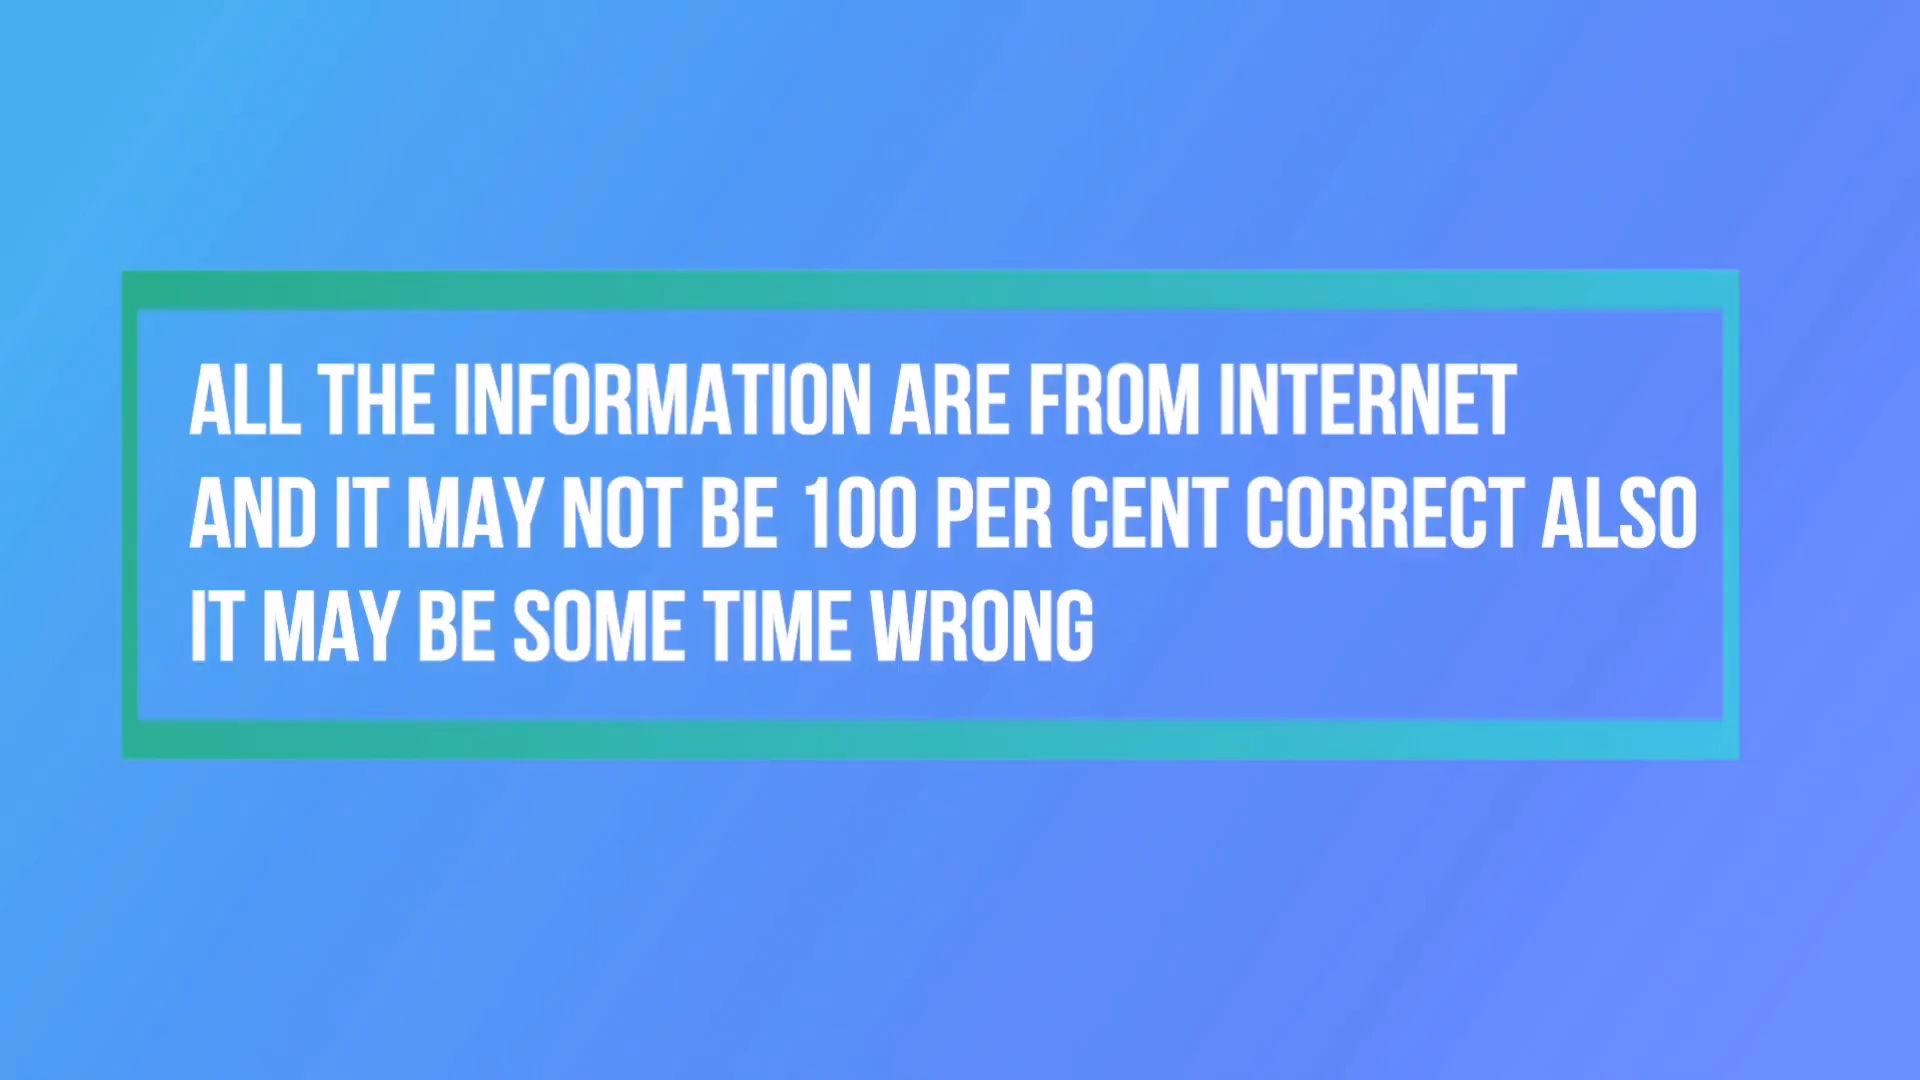 ALL THE INFORMATION ARE FROM INTERNET
AND IT MAY NOT BE 100 PER CENT CORRECT ALSO
IT MAY BE SOME TIME WRONG